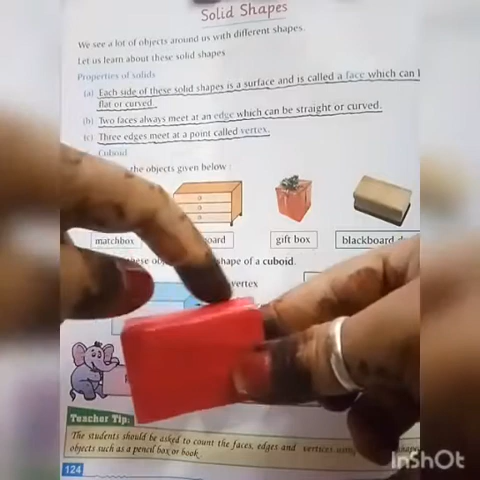 Solid Shapes
We see a lot of objects around us with different shapes.
Let us learn about these solid shapes
Properties of solids
(a) Each side of these solid shapes is a surface and is called a face which can
flat or curved.
(b) Two faces always meet at an edge which can be straight or curved.
(c) Three edges meet at a point called vertex.
Cuboid
the objects given below :
matchbox gift box blackboard
shape of a cuboid.
vertex
Teacher Tip:
The students should be asked to count the faces, edges and vertices using
objects such as a pencil box or book.
124
InShOt